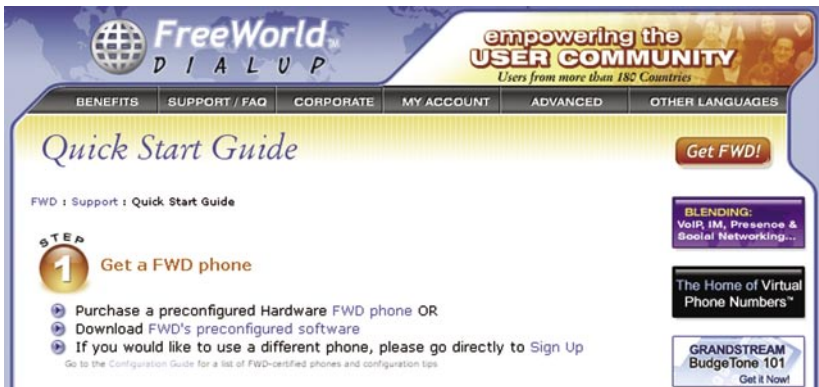 FreeWorld
DIALUP
empowering the
USER COMMUNITY
Users from more than 180 Countries
BENEFITS SUPPORT / FAQ CORPORATE MY ACCOUNT ADVANCED OTHER LANGUAGES
Quick Start Guide
Get FWD!
FWD : Support : Quick Start Guide
STEP
1
Get a FWD phone
Purchase a preconfigured Hardware FWD phone OR
Download FWD's preconfigured software
If you would like to use a different phone, please go directly to Sign Up
Go to the Configuration Guide for a list of FWD-certified phones and configuration tips
BLENDING:
VoIP, IM, Presence &
Social Networking...
The Home of Virtual
Phone Numbers™
GRANDSTREAM
BudgeTone 101
Get it Now!